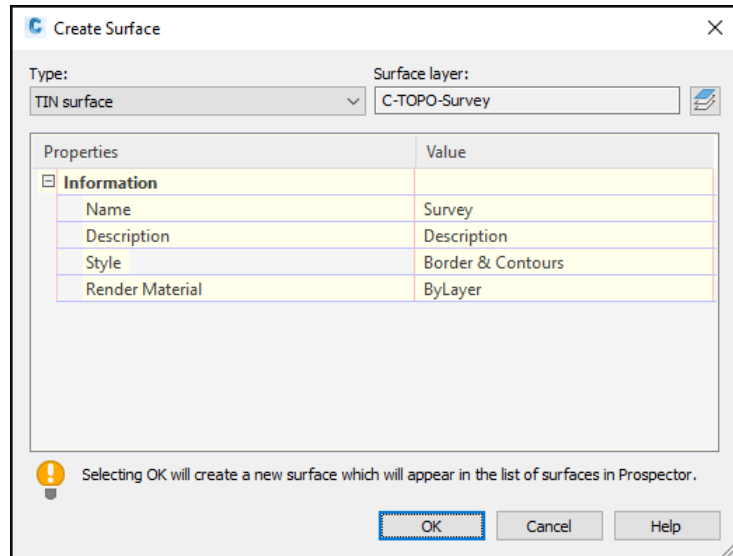 Create Surface
Type:
Surface layer:
TIN surface
C-TOPO-Survey
Properties
Value
Information
Name
Survey
Description
Description
Style
Border & Contours
Render Material
ByLayer
Selecting OK will create a new surface which will appear in the list of surfaces in Prospector.
OK
Cancel
Help